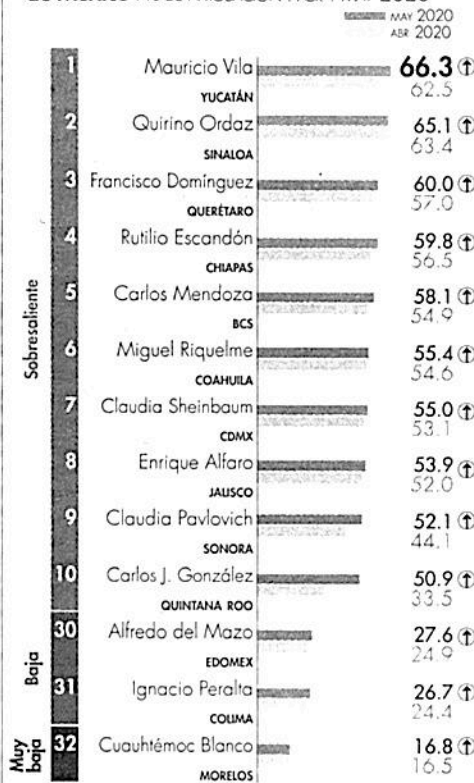 MAY 2020
ABR 2020
Sobresaliente
1
Mauricio Vila
YUCATÁN
66.3
62.5
2
Quirino Ordaz
SINALOA
65.1
63.4
3
Francisco Domínguez
QUERÉTARO
60.0
57.0
4
Rutilio Escandón
CHIAPAS
59.8
56.5
5
Carlos Mendoza
BCS
58.1
54.9
6
Miguel Riquelme
COAHUILA
55.4
54.6
7
Claudia Sheinbaum
CDMX
55.0
53.1
8
Enrique Alfaro
JALISCO
53.9
52.0
9
Claudia Pavlovich
SONORA
52.1
44.1
10
Carlos J. González
QUINTANA ROO
50.9
33.5
Baja
30
Alfredo del Mazo
EDOMEX
27.6
24.9
31
Ignacio Peralta
COLIMA
26.7
24.4
Muy baja
32
Cuauhtémoc Blanco
MORELOS
16.8
16.5